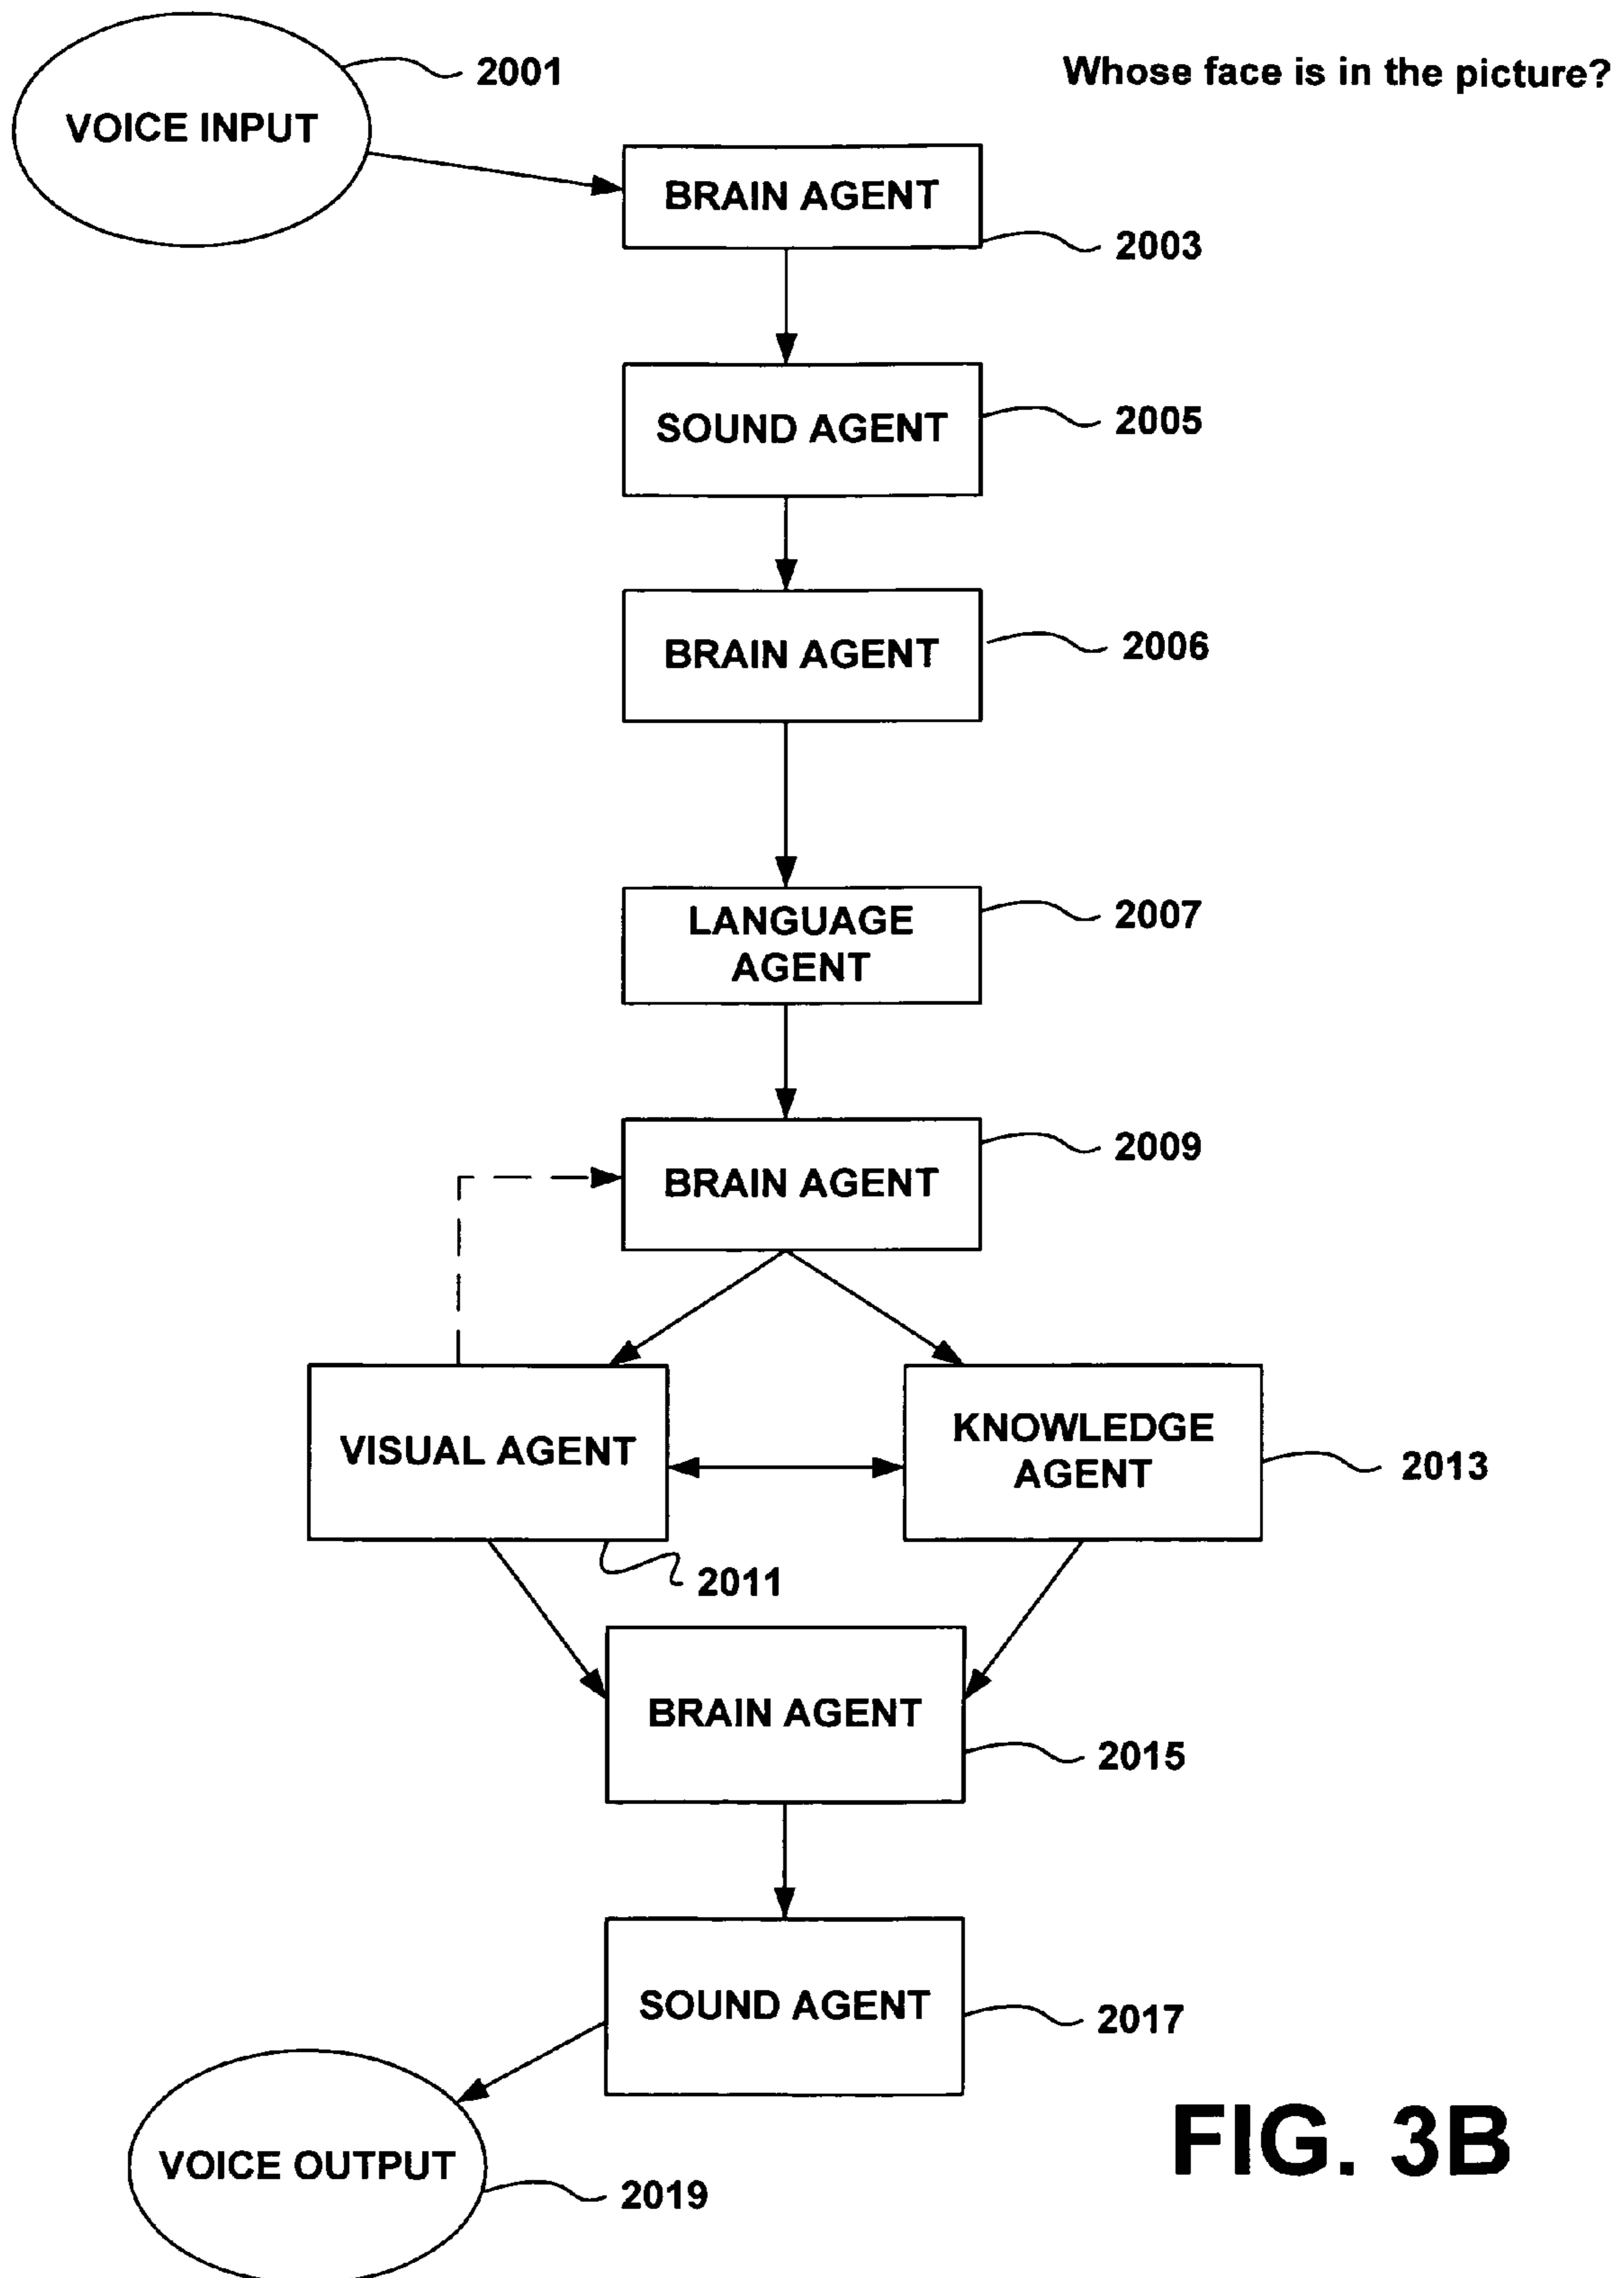 2001
Whose face is in the picture?
VOICE INPUT
BRAIN AGENT
2003
SOUND AGENT
2005
BRAIN AGENT
2006
LANGUAGE
AGENT
2007
BRAIN AGENT
2009
VISUAL AGENT
KNOWLEDGE
AGENT
2013
2011
BRAIN AGENT
2015
SOUND AGENT
2017
VOICE OUTPUT
2019
FIG. 3B